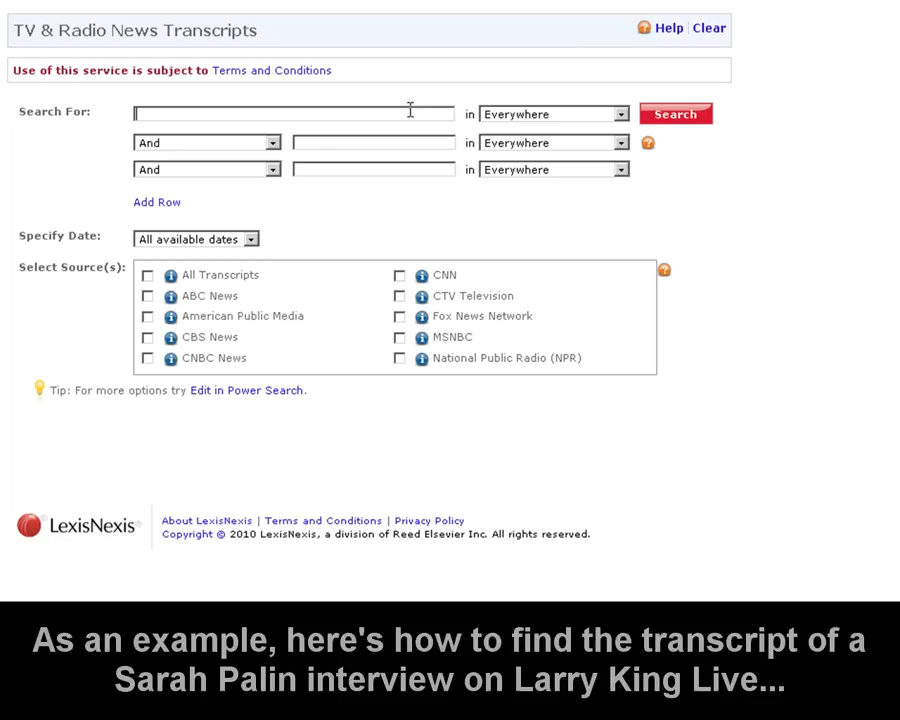 TV & Radio News Transcripts
? Help | Clear
Use of this service is subject to Terms and Conditions
Search For: in Everywhere Search
And in Everywhere ?
And in Everywhere
Add Row
Specify Date: All available dates
Select Source(s): ?
i All Transcripts i CNN
i ABC News i CTV Television
i American Public Media i Fox News Network
i CBS News i MSNBC
i CNBC News i National Public Radio (NPR)
Tip: For more options try Edit in Power Search.
LexisNexis®
About LexisNexis | Terms and Conditions | Privacy Policy
Copyright © 2010 LexisNexis, a division of Reed Elsevier Inc. All rights reserved.
As an example, here's how to find the transcript of a
Sarah Palin interview on Larry King Live...